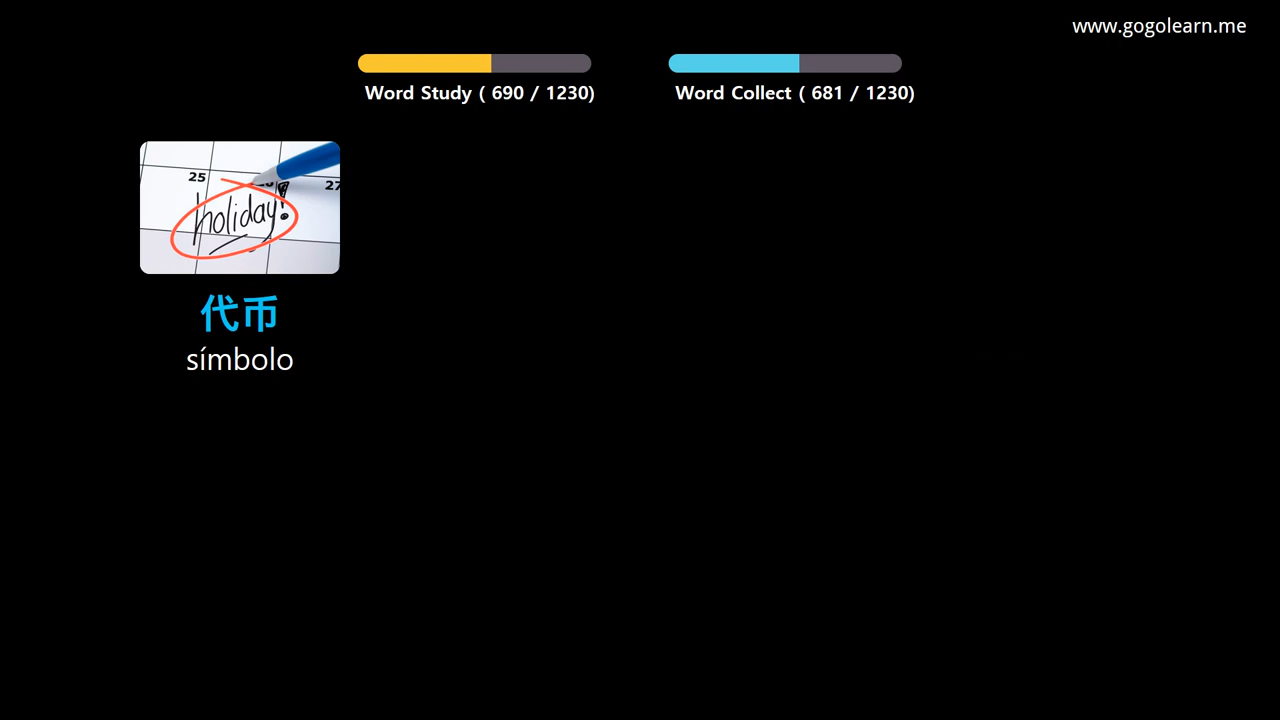 www.gogolearn.me
Word Study ( 690 / 1230)
Word Collect ( 681 / 1230)
25
27
holiday!
代币
símbolo